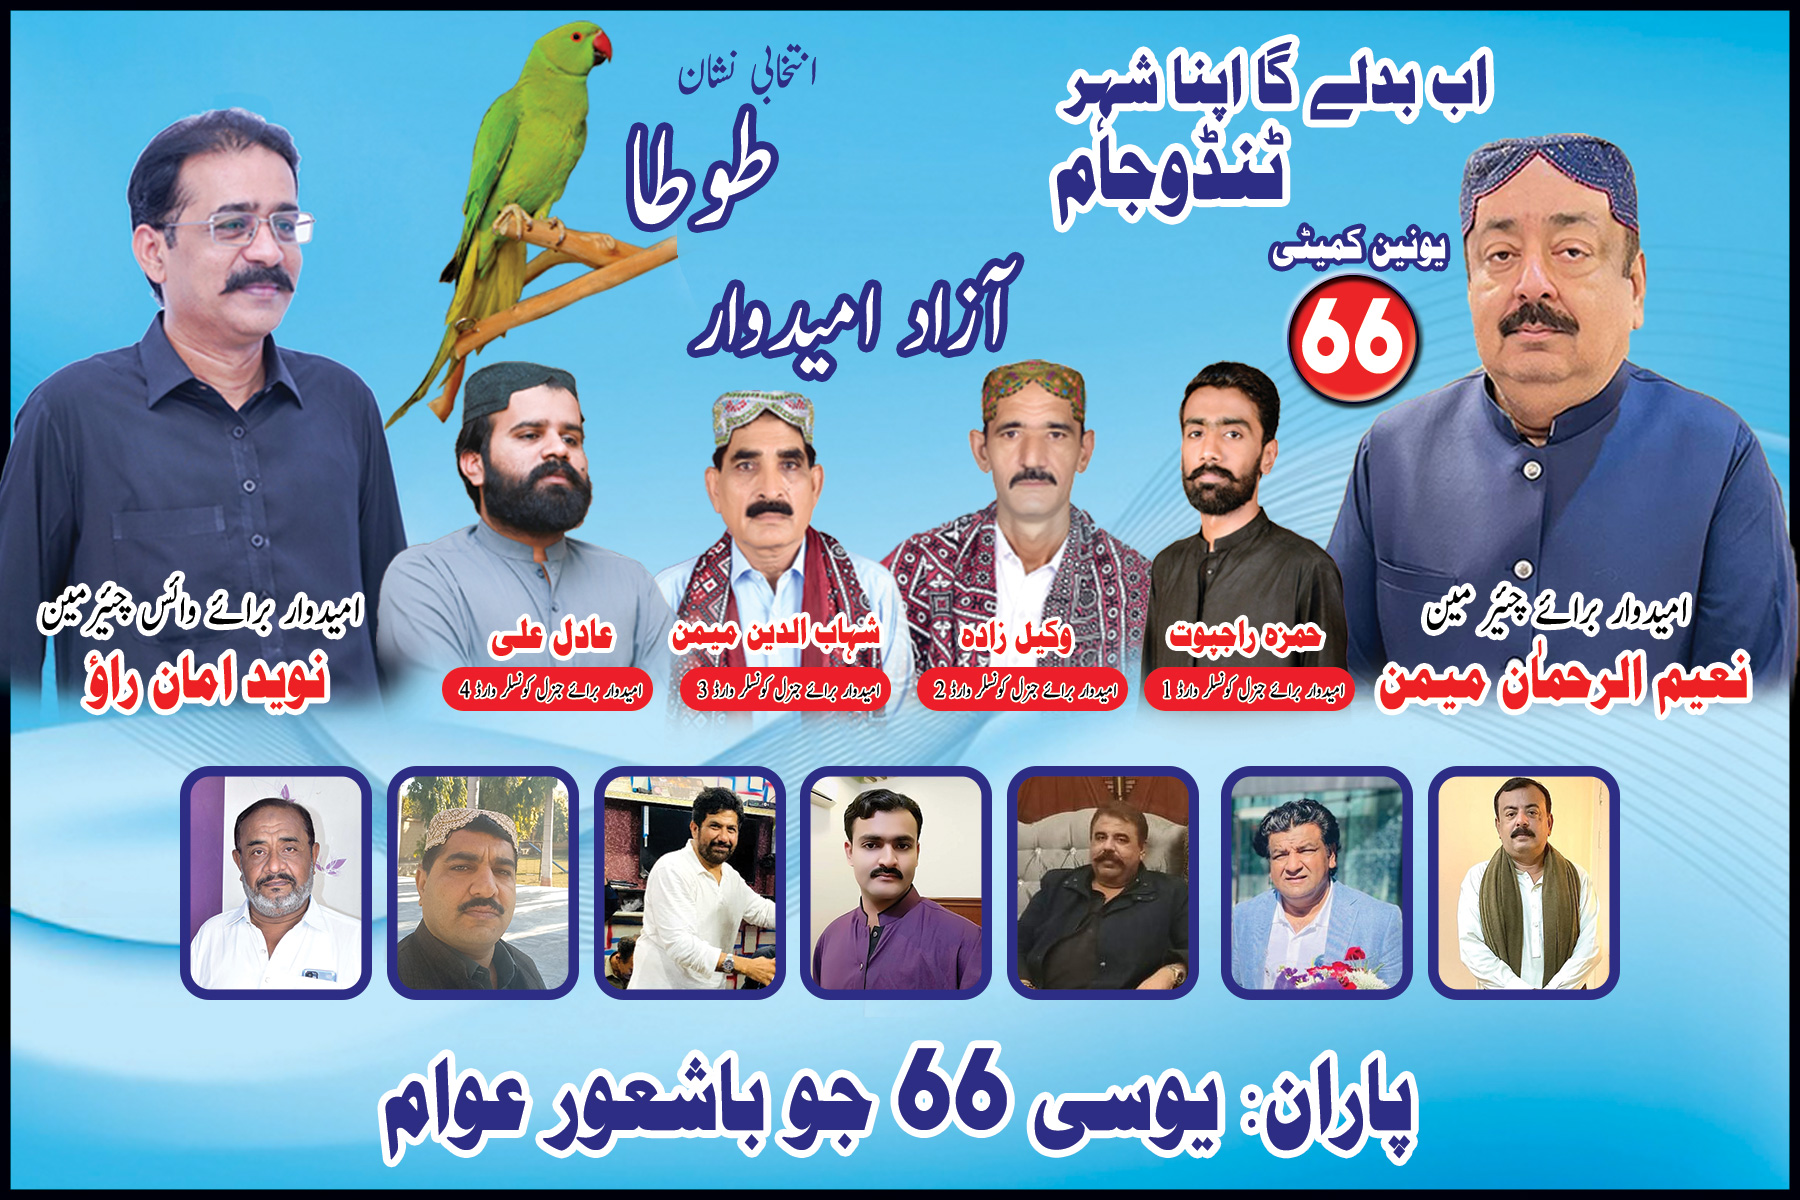 اب بدلے گا اپنا شہر
ٹنڈوجام
انتخابی نشان
طوطا
یونین کمیٹی
66
آزاد امیدوار
امیدوار برائے چیئرمین
نعیم الرحمٰن میمن
حمزہ راجپوت
امیدوار برائے جنرل کونسلر وارڈ 1
وکیل زادہ
امیدوار برائے جنرل کونسلر وارڈ 2
شہاب الدین میمن
امیدوار برائے جنرل کونسلر وارڈ 3
عادل علی
امیدوار برائے جنرل کونسلر وارڈ 4
امیدوار برائے وائس چیئرمین
نوید امان راؤ
پاران: یوسی 66 جو باشعور عوام